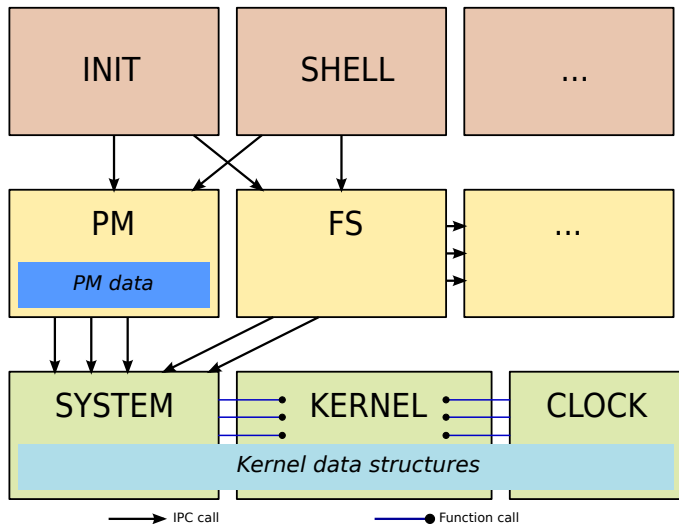 INIT
SHELL
...
PM
PM data
FS
...
SYSTEM
KERNEL
CLOCK
Kernel data structures
IPC call
Function call